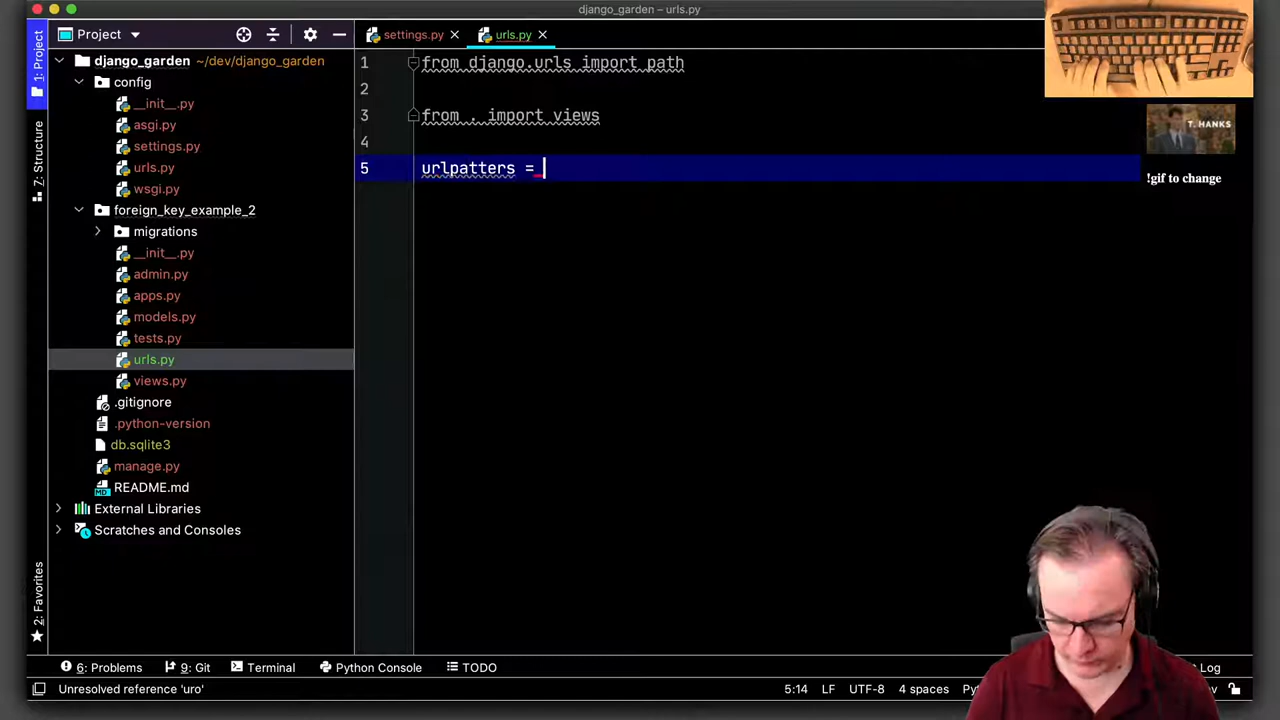 django_garden – urls.py
Project
settings.py
urls.py
1: Project
7: Structure
2: Favorites
django_garden ~/dev/django_garden
config
__init__.py
asgi.py
settings.py
urls.py
wsgi.py
foreign_key_example_2
migrations
__init__.py
admin.py
apps.py
models.py
tests.py
urls.py
views.py
.gitignore
.python-version
db.sqlite3
manage.py
README.md
External Libraries
Scratches and Consoles
1 from django.urls import path
2
3 from . import views
4
5 urlpatters =
T. HANKS
!gif to change
6: Problems
9: Git
Terminal
Python Console
TODO
Log
Unresolved reference 'uro'
5:14
LF
UTF-8
4 spaces